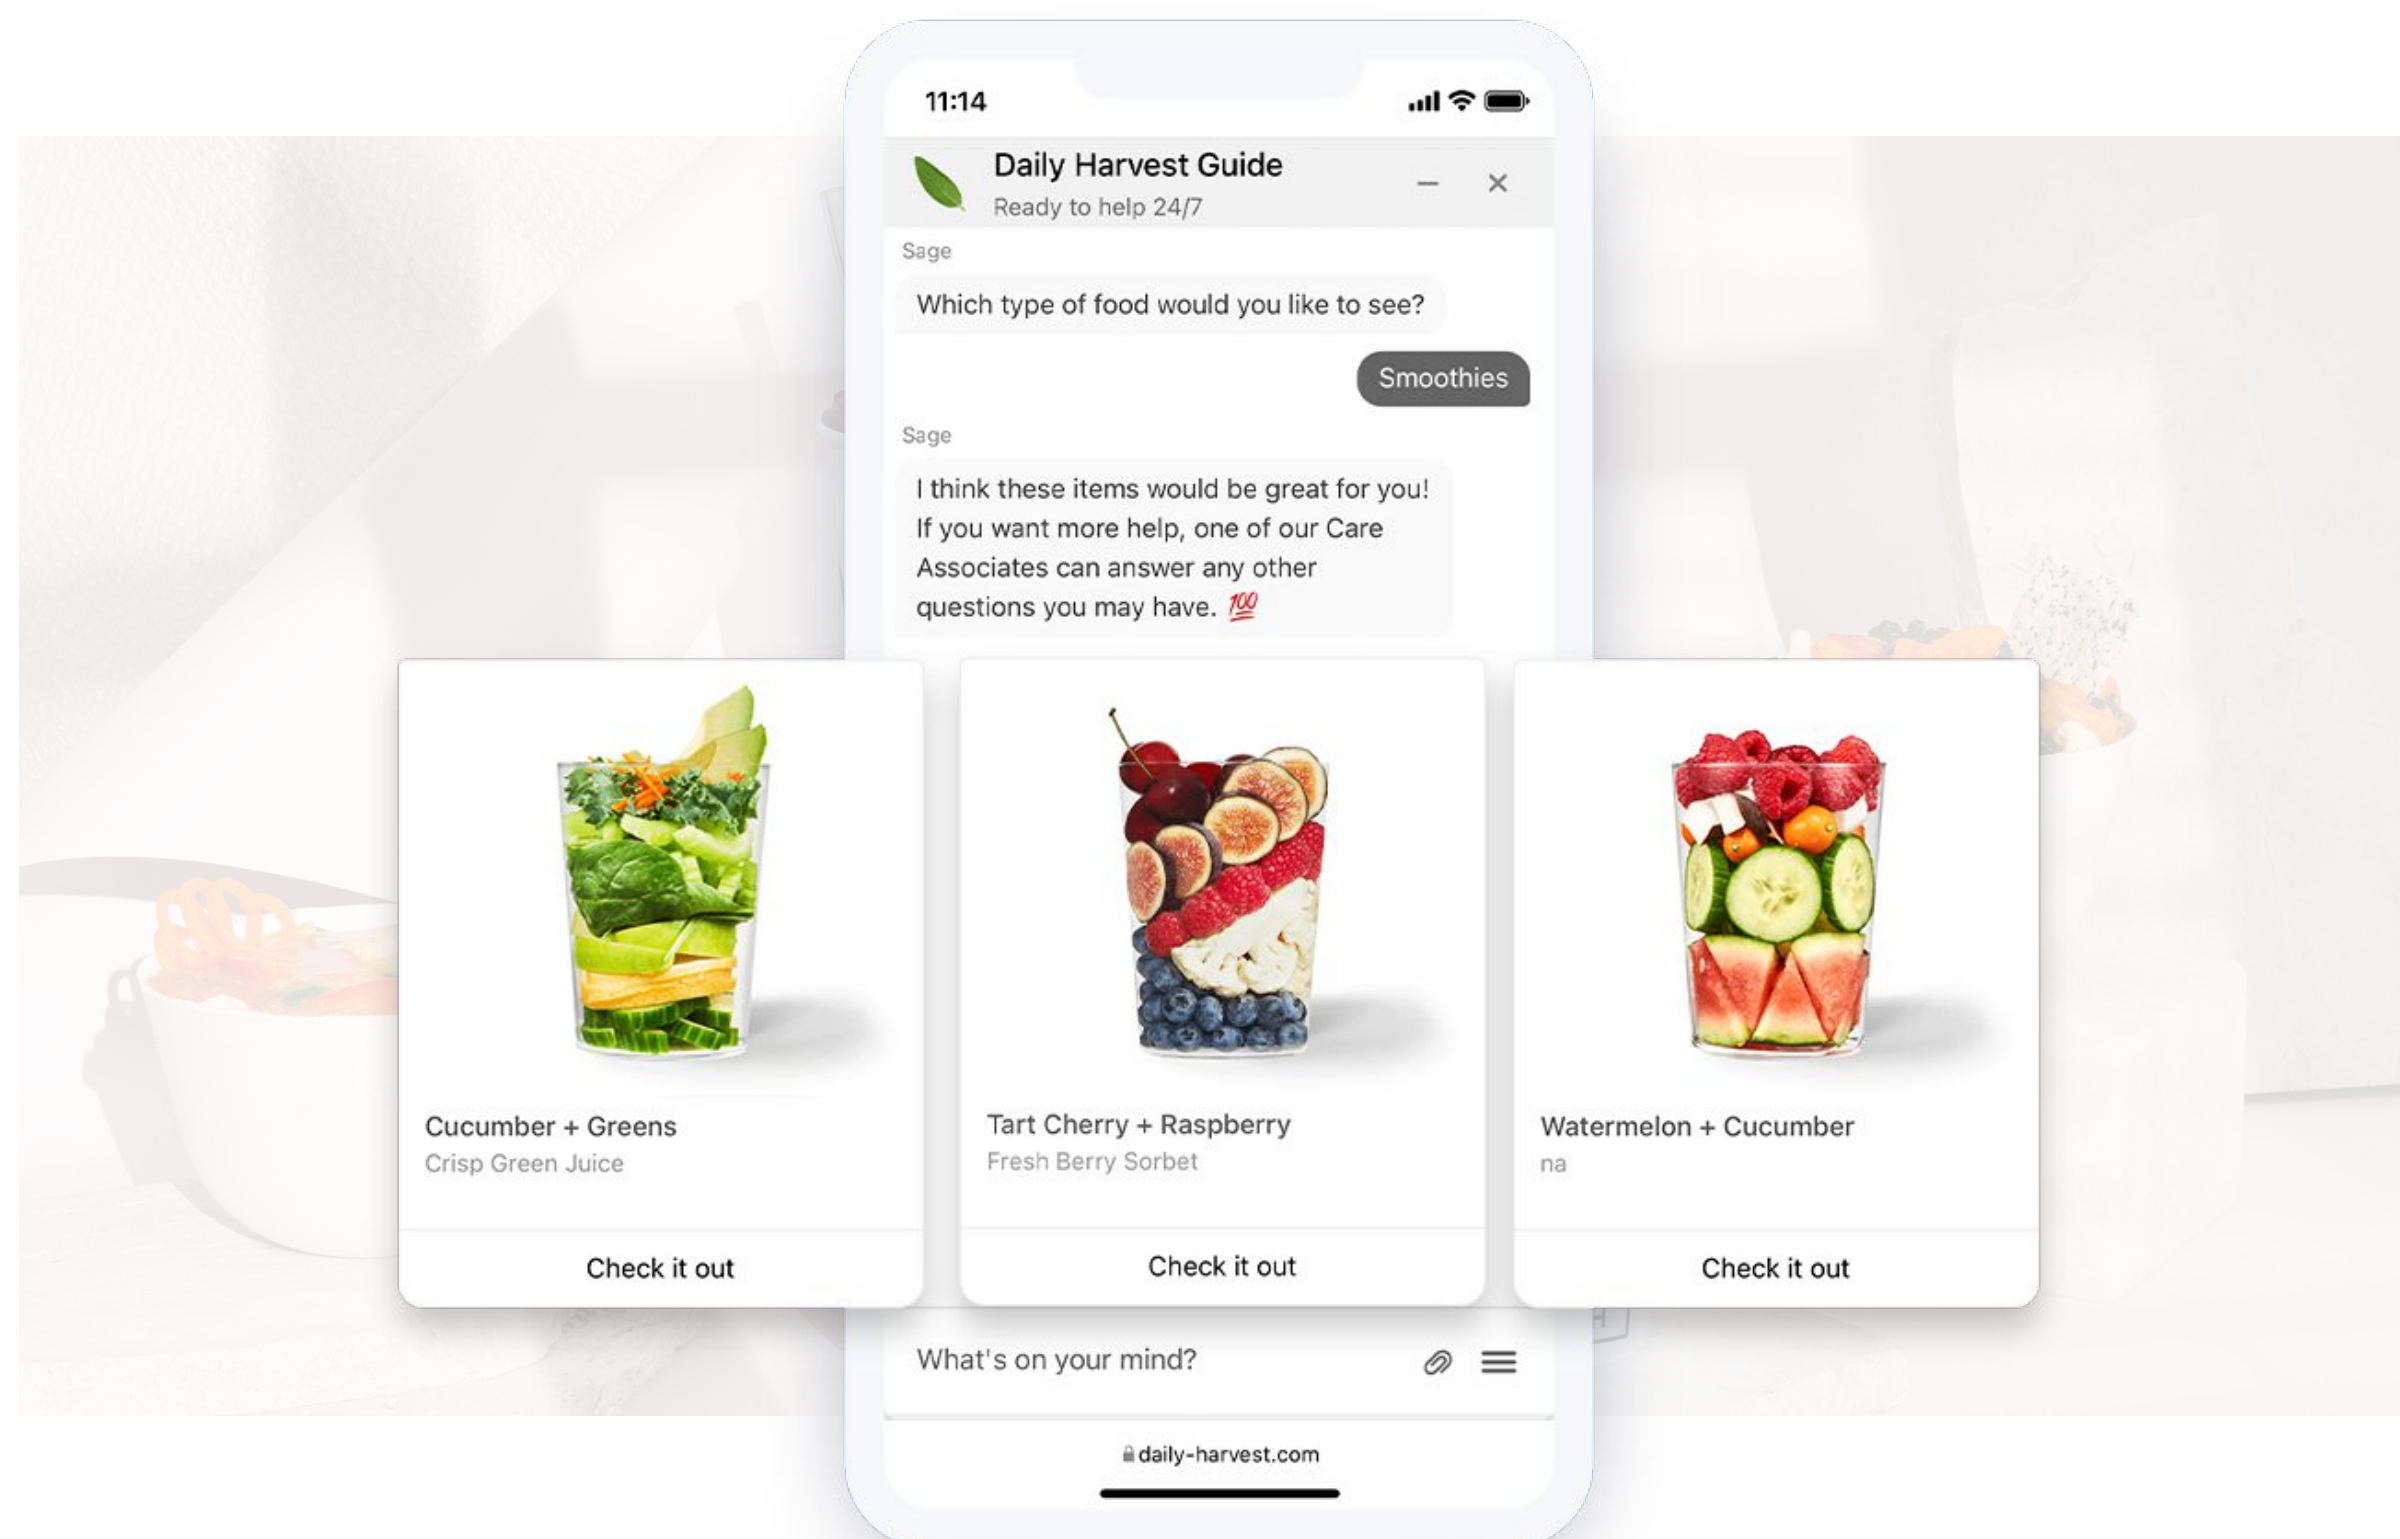 11:14
Daily Harvest Guide
Ready to help 24/7
Sage
Which type of food would you like to see?
Smoothies
Sage
I think these items would be great for you!
If you want more help, one of our Care
Associates can answer any other
questions you may have. 💯
Cucumber + Greens
Crisp Green Juice
Check it out
Tart Cherry + Raspberry
Fresh Berry Sorbet
Check it out
Watermelon + Cucumber
na
Check it out
What's on your mind?
daily-harvest.com